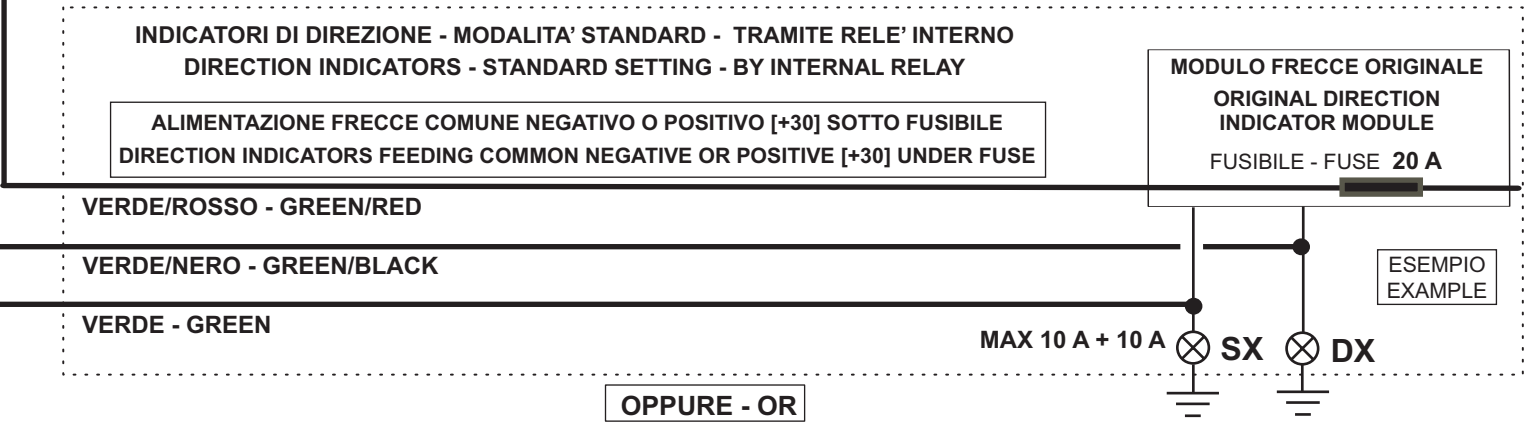 INDICATORI DI DIREZIONE - MODALITA' STANDARD - TRAMITE RELE' INTERNO
DIRECTION INDICATORS - STANDARD SETTING - BY INTERNAL RELAY
ALIMENTAZIONE FRECCE COMUNE NEGATIVO O POSITIVO [+30] SOTTO FUSIBILE
DIRECTION INDICATORS FEEDING COMMON NEGATIVE OR POSITIVE [+30] UNDER FUSE
MODULO FRECCE ORIGINALE
ORIGINAL DIRECTION
INDICATOR MODULE
FUSIBILE - FUSE 20 A
VERDE/ROSSO - GREEN/RED
VERDE/NERO - GREEN/BLACK
ESEMPIO
EXAMPLE
VERDE - GREEN
MAX 10 A + 10 A
SX
DX
OPPURE - OR